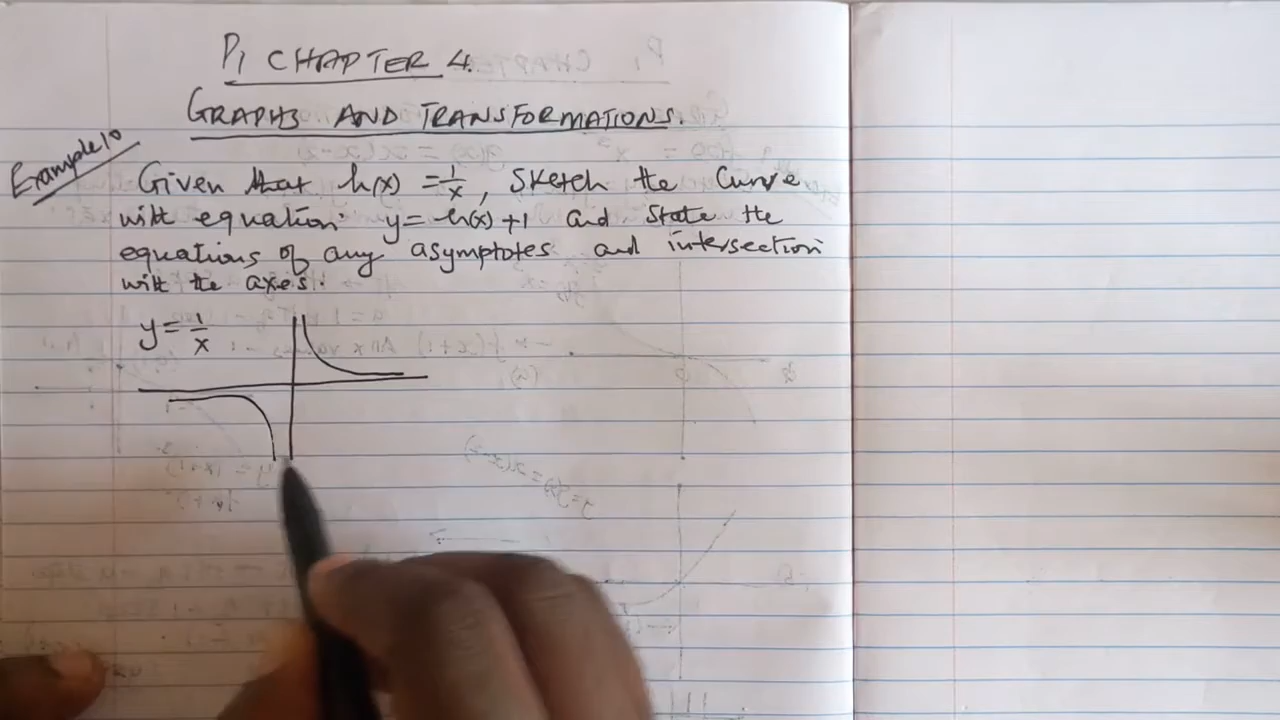 P1 CHAPTER 4.
GRAPHS AND TRANSFORMATIONS.
Example 10
Given that h(x) = 1/x, Sketch the Curve
with equation: y = h(x) + 1 and state the
equations of any asymptotes and intersection
with the axes.
y = 1/x